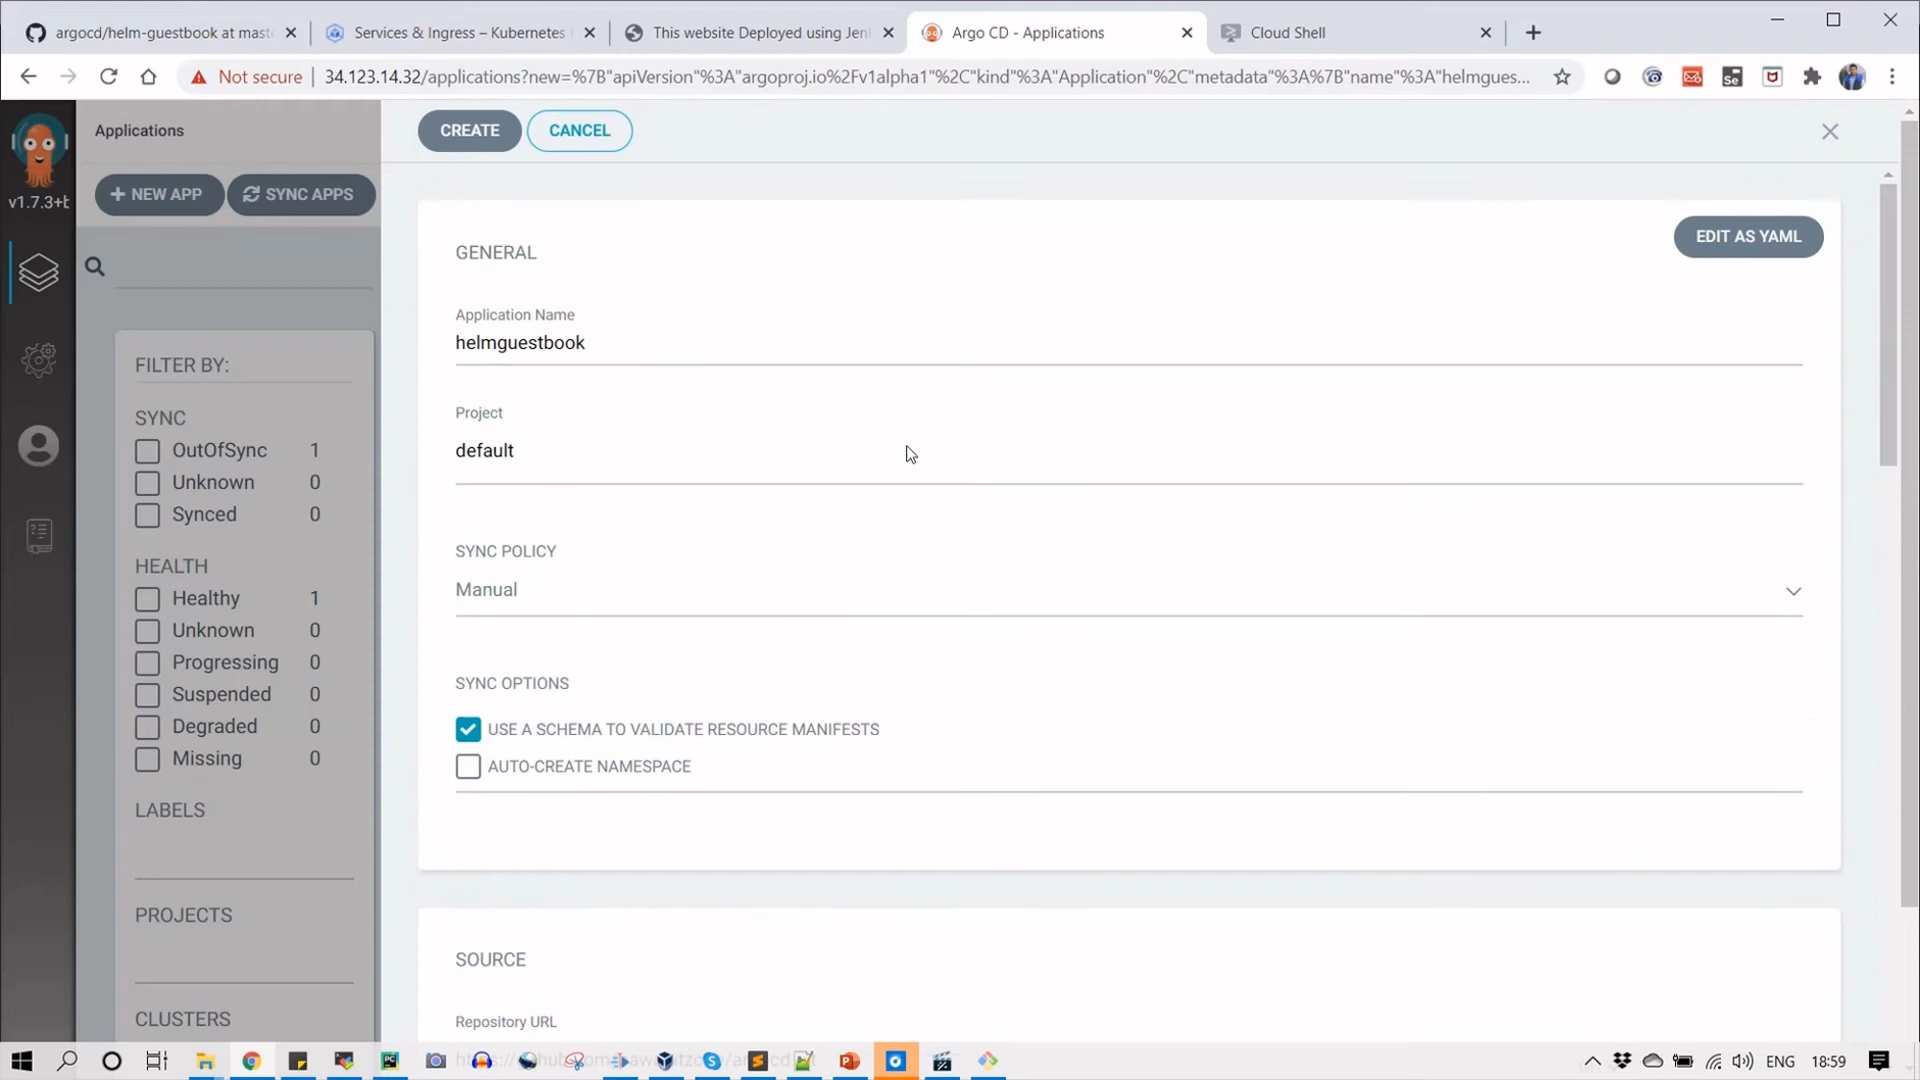 argocd/helm-guestbook at mast
Services & Ingress – Kubernetes
This website Deployed using Jen
Argo CD - Applications
Cloud Shell
Not secure
34.123.14.32/applications?new=%7B"apiVersion"%3A"argoproj.io%2Fv1alpha1"%2C"kind"%3A"Application"%2C"metadata"%3A%7B"name"%3A"helmgues...
Applications
CREATE
CANCEL
v1.7.3+b
NEW APP
SYNC APPS
GENERAL
EDIT AS YAML
Application Name
helmguestbook
FILTER BY:
Project
default
SYNC
OutOfSync 1
Unknown 0
Synced 0
SYNC POLICY
Manual
HEALTH
Healthy 1
Unknown 0
Progressing 0
Suspended 0
Degraded 0
Missing 0
SYNC OPTIONS
USE A SCHEMA TO VALIDATE RESOURCE MANIFESTS
AUTO-CREATE NAMESPACE
LABELS
PROJECTS
SOURCE
CLUSTERS
Repository URL
ENG
18:59